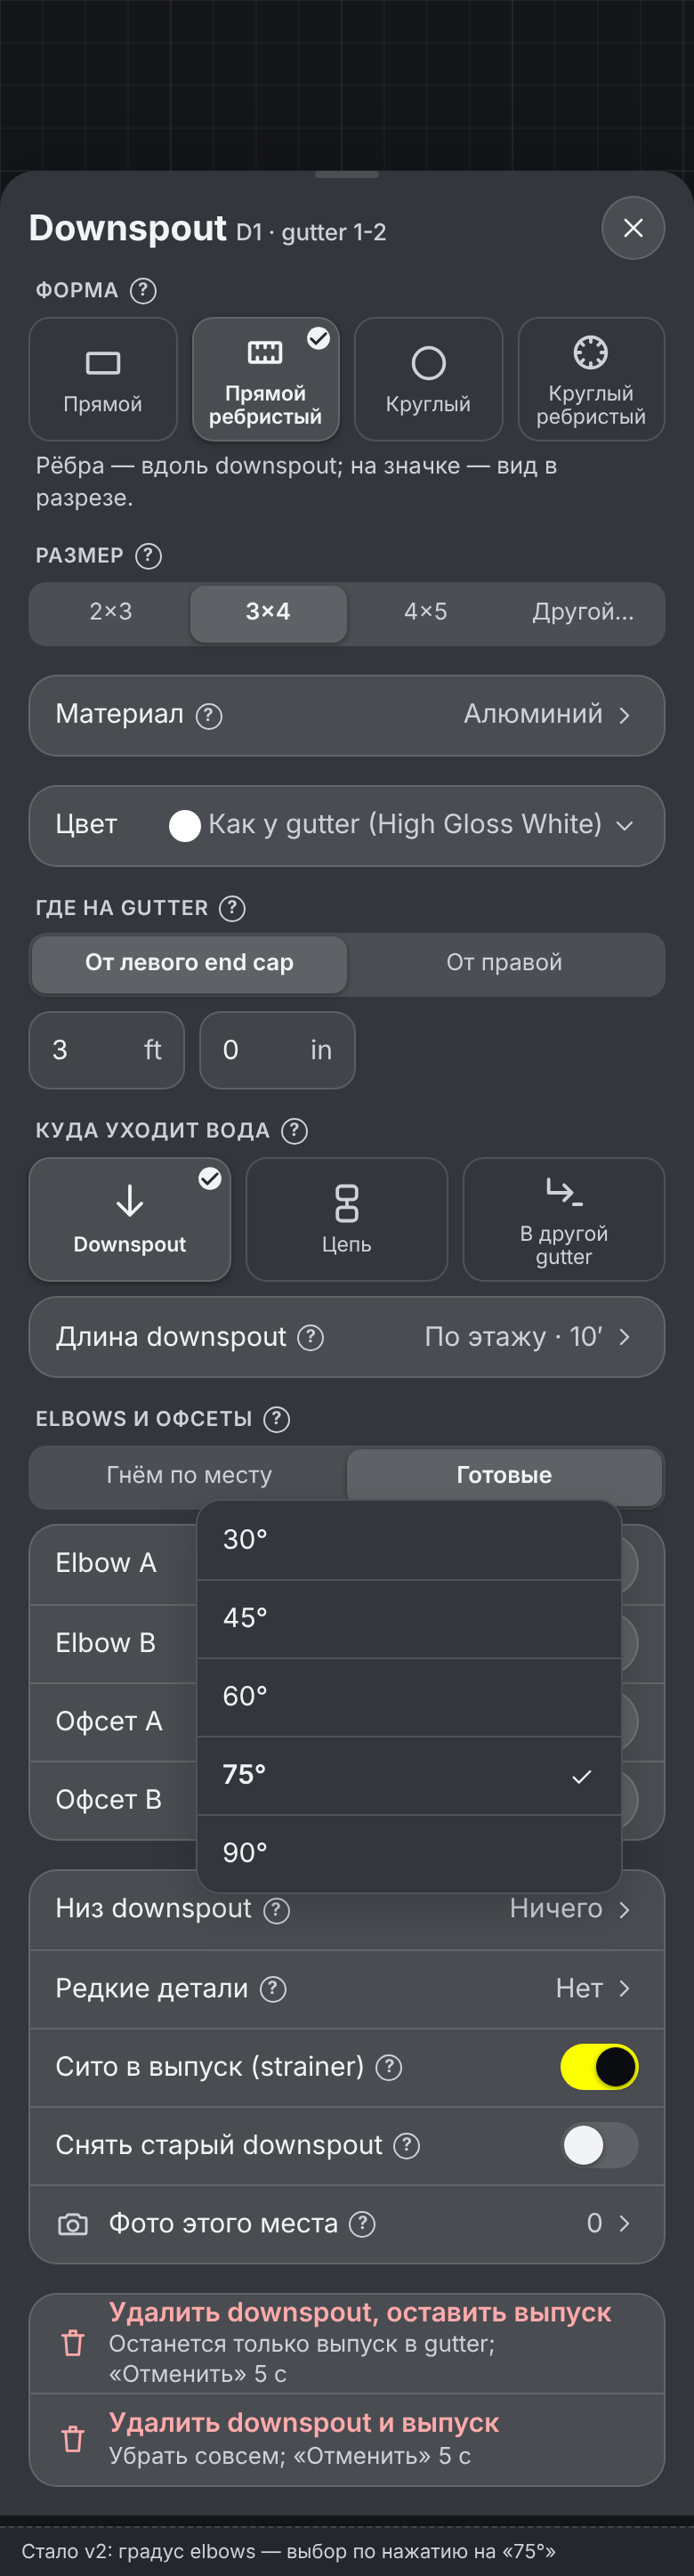 Downspout D1 · gutter 1-2
ФОРМА ?
Прямой
Прямой
ребристый
Круглый
Круглый
ребристый
Рёбра — вдоль downspout; на значке — вид в
разрезе.
РАЗМЕР ?
2×3 3×4 4×5 Другой...
Материал ? Алюминий
Цвет Как у gutter (High Gloss White)
ГДЕ НА GUTTER ?
От левого end cap От правой
3 ft 0 in
КУДА УХОДИТ ВОДА ?
Downspout
Цепь
В другой
gutter
Длина downspout ? По этажу · 10′
ELBOWS И ОФСЕТЫ ?
Гнём по месту Готовые
30°
Elbow A
45°
Elbow B
60°
Офсет A
75°
Офсет B
90°
Низ downspout ? Ничего
Редкие детали ? Нет
Сито в выпуск (strainer) ?
Снять старый downspout ?
Фото этого места ? 0
Удалить downspout, оставить выпуск
Останется только выпуск в gutter;
«Отменить» 5 с
Удалить downspout и выпуск
Убрать совсем; «Отменить» 5 с
Стало v2: градус elbows — выбор по нажатию на «75°»